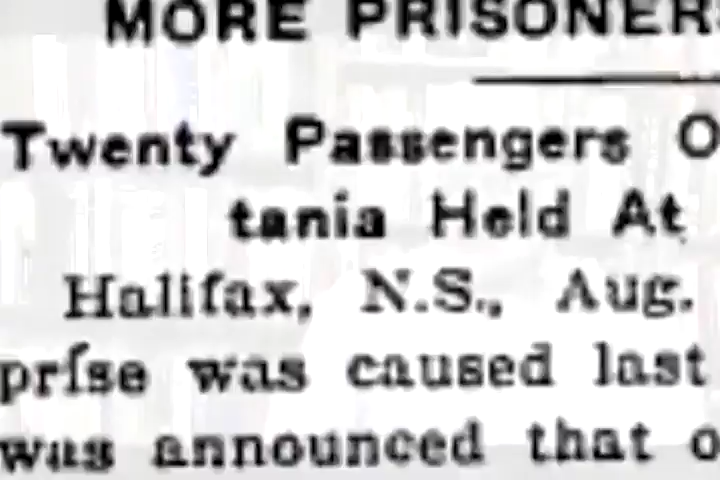 MORE PRISONER
Twenty Passengers O
tania Held At
Halifax, N.S., Aug.
prise was caused last
was announced that o